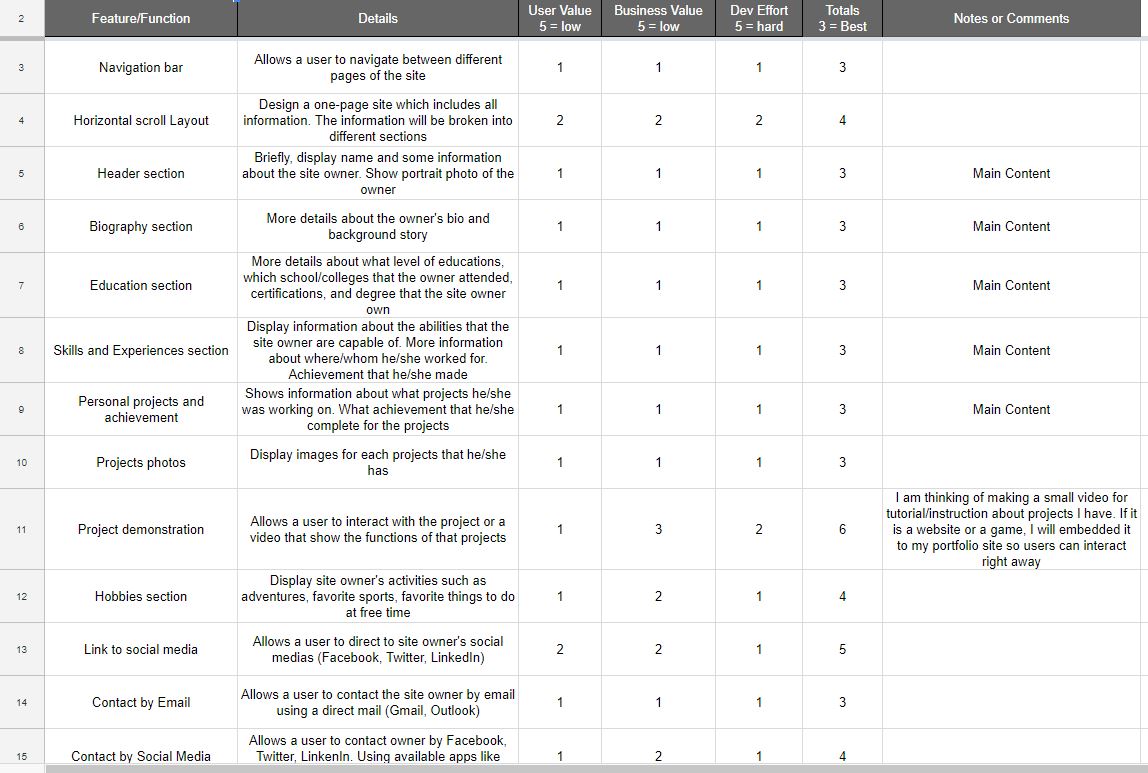 2 Feature/Function Details User Value Business Value Dev Effort Totals Notes or Comments
5 = low 5 = low 5 = hard 3 = Best
3 Navigation bar Allows a user to navigate between different 1 1 1 3
pages of the site
4 Horizontal scroll Layout Design a one-page site which includes all 2 2 2 4
information. The information will be broken into
different sections
5 Header section Briefly, display name and some information 1 1 1 3 Main Content
about the site owner. Show portrait photo of the
owner
6 Biography section More details about the owner's bio and 1 1 1 3 Main Content
background story
7 Education section More details about what level of educations, 1 1 1 3 Main Content
which school/colleges that the owner attended,
certifications, and degree that the site owner
own
8 Skills and Experiences section Display information about the abilities that the 1 1 1 3 Main Content
site owner are capable of. More information
about where/whom he/she worked for.
Achievement that he/she made
9 Personal projects and Shows information about what projects he/she 1 1 1 3 Main Content
achievement was working on. What achievement that he/she
complete for the projects
10 Projects photos Display images for each projects that he/she 1 1 1 3
has
11 Project demonstration Allows a user to interact with the project or a 1 3 2 6 I am thinking of making a small video for
video that show the functions of that projects tutorial/instruction about projects I have. If it
is a website or a game, I will embedded it
to my portfolio site so users can interact
right away
12 Hobbies section Display site owner's activities such as 1 2 1 4
adventures, favorite sports, favorite things to do
at free time
13 Link to social media Allows a user to direct to site owner's social 2 2 1 5
medias (Facebook, Twitter, LinkedIn)
14 Contact by Email Allows a user to contact the site owner by email 1 1 1 3
using a direct mail (Gmail, Outlook)
15 Contact by Social Media Allows a user to contact owner by Facebook, 1 2 1 4
Twitter, LinkenIn. Using available apps like